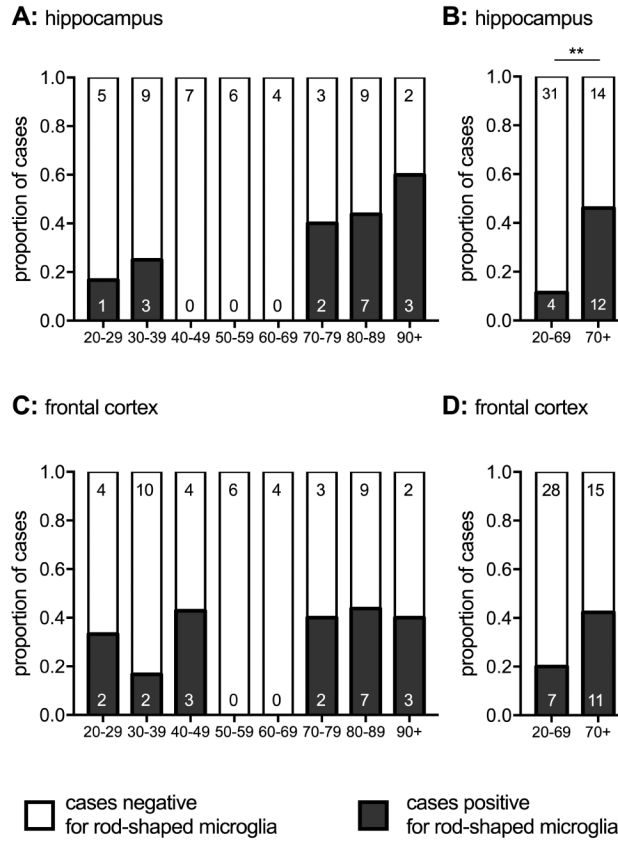 A: hippocampus
B: hippocampus
**
proportion of cases
1.0
0.8
0.6
0.4
0.2
0.0
5 9 7 6 4 3 9 2
1 3 0 0 0 2 7 3
20-29 30-39 40-49 50-59 60-69 70-79 80-89 90+
proportion of cases
1.0
0.8
0.6
0.4
0.2
0.0
31 14
4 12
20-69 70+
C: frontal cortex
D: frontal cortex
proportion of cases
1.0
0.8
0.6
0.4
0.2
0.0
4 10 4 6 4 3 9 2
2 2 3 0 0 2 7 3
20-29 30-39 40-49 50-59 60-69 70-79 80-89 90+
proportion of cases
1.0
0.8
0.6
0.4
0.2
0.0
28 15
7 11
20-69 70+
cases negative
for rod-shaped microglia
cases positive
for rod-shaped microglia